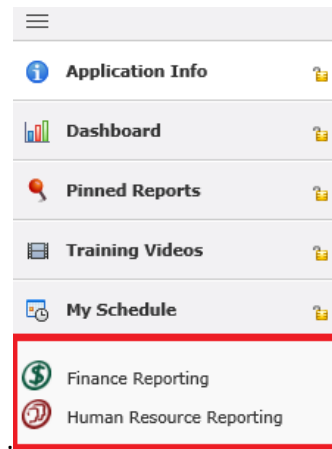 Application Info
Dashboard
Pinned Reports
Training Videos
My Schedule
Finance Reporting
Human Resource Reporting
.